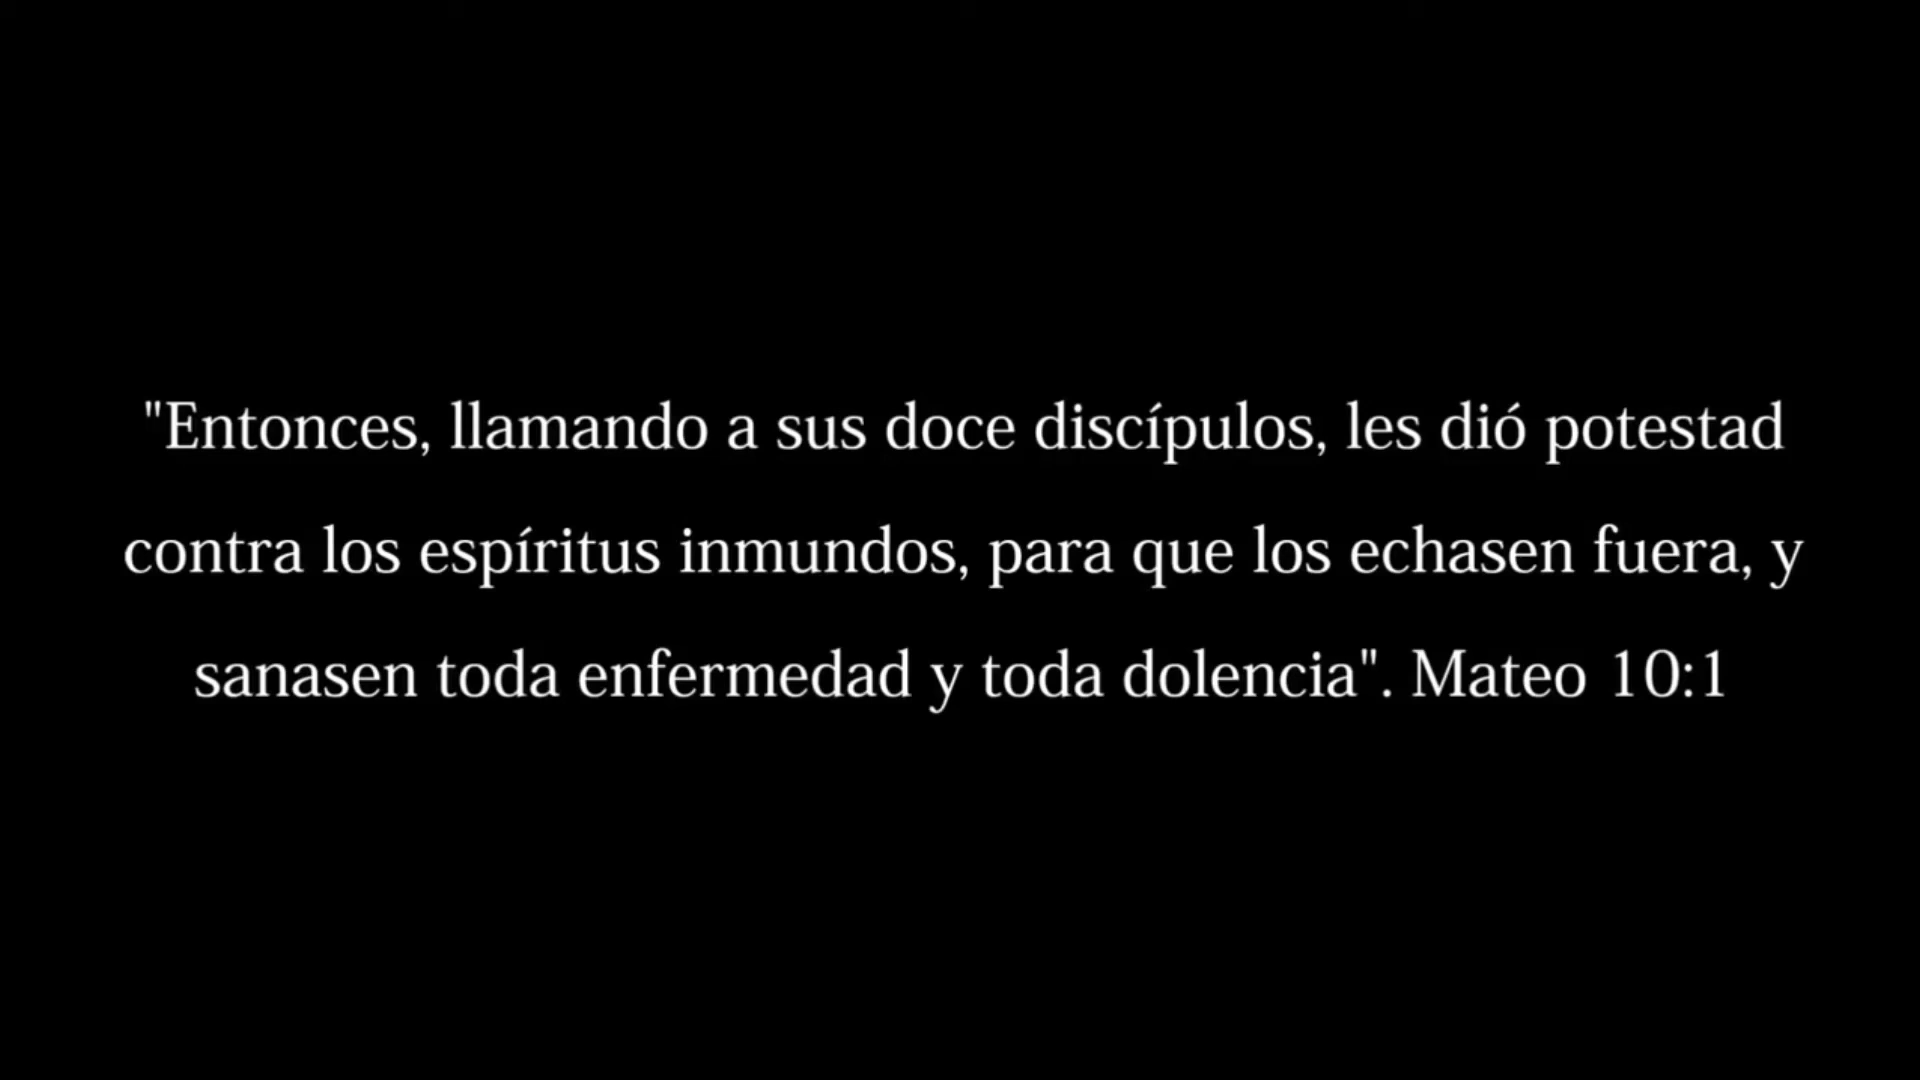 "Entonces, llamando a sus doce discípulos, les dió potestad
contra los espíritus inmundos, para que los echasen fuera, y
sanasen toda enfermedad y toda dolencia". Mateo 10:1